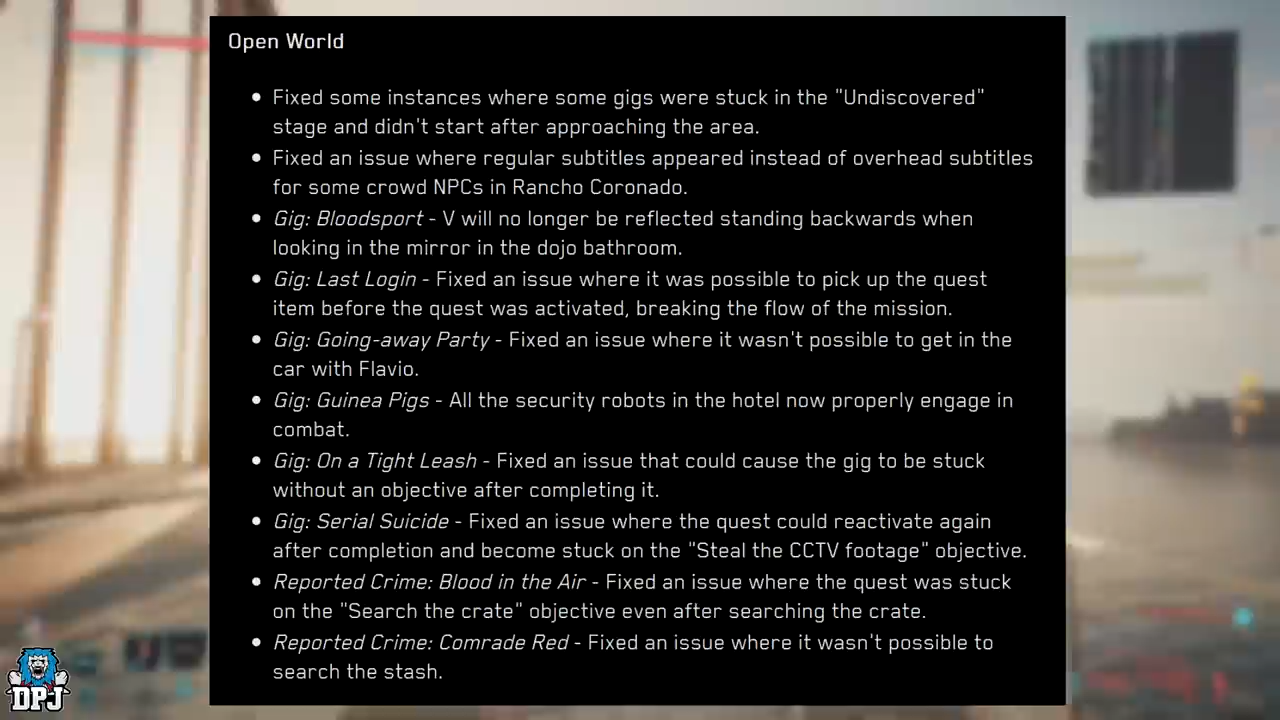 Open World
• Fixed some instances where some gigs were stuck in the "Undiscovered"
stage and didn't start after approaching the area.
• Fixed an issue where regular subtitles appeared instead of overhead subtitles
for some crowd NPCs in Rancho Coronado.
• Gig: Bloodsport - V will no longer be reflected standing backwards when
looking in the mirror in the dojo bathroom.
• Gig: Last Login - Fixed an issue where it was possible to pick up the quest
item before the quest was activated, breaking the flow of the mission.
• Gig: Going-away Party - Fixed an issue where it wasn't possible to get in the
car with Flavio.
• Gig: Guinea Pigs - All the security robots in the hotel now properly engage in
combat.
• Gig: On a Tight Leash - Fixed an issue that could cause the gig to be stuck
without an objective after completing it.
• Gig: Serial Suicide - Fixed an issue where the quest could reactivate again
after completion and become stuck on the "Steal the CCTV footage" objective.
• Reported Crime: Blood in the Air - Fixed an issue where the quest was stuck
on the "Search the crate" objective even after searching the crate.
• Reported Crime: Comrade Red - Fixed an issue where it wasn't possible to
search the stash.
DPJ